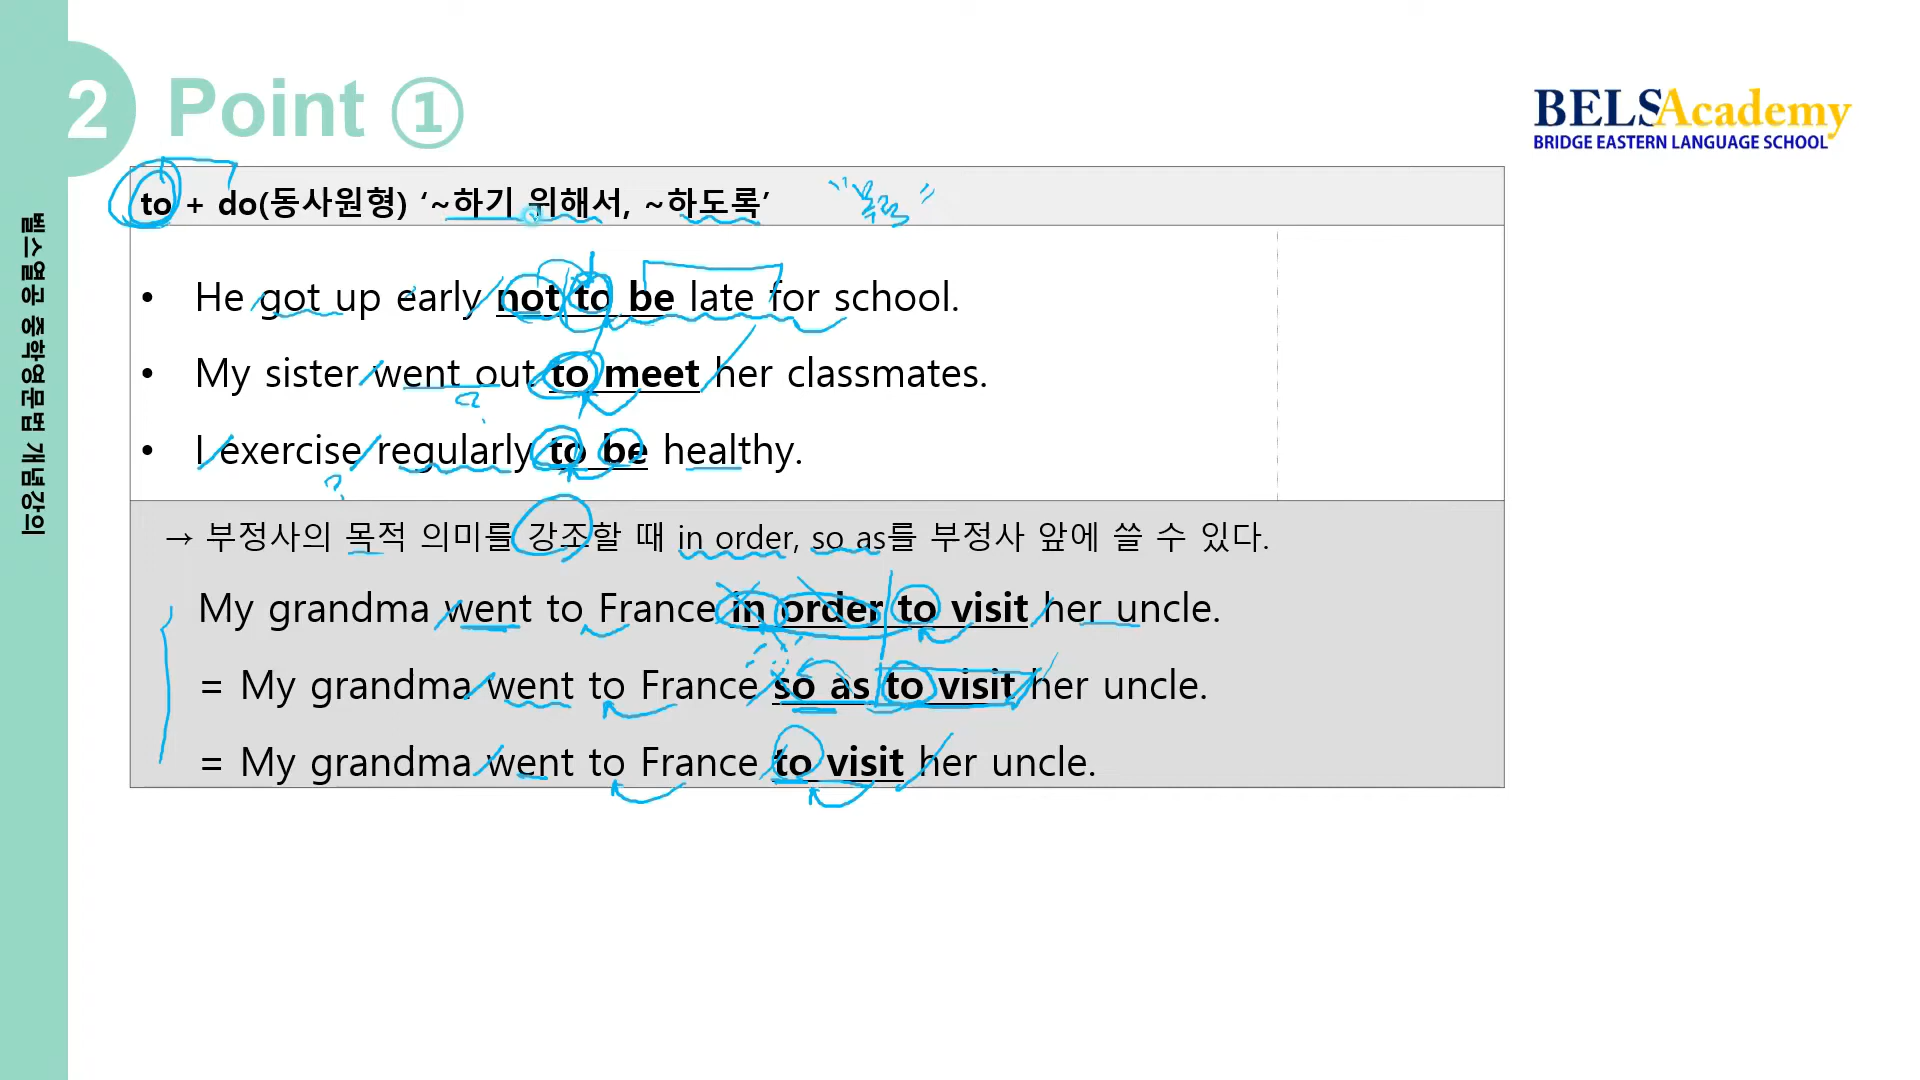 2 Point ①
BELS Academy
BRIDGE EASTERN LANGUAGE SCHOOL
벨스열공 중학영문법 개념강의
to + do(동사원형) ‘~하기 위해서, ~하도록’ "목적"
• He got up early not to be late for school.
• My sister went out to meet her classmates.
• I exercise regularly to be healthy.
→ 부정사의 목적 의미를 강조할 때 in order, so as를 부정사 앞에 쓸 수 있다.
My grandma went to France in order to visit her uncle.
= My grandma went to France so as to visit her uncle.
= My grandma went to France to visit her uncle.